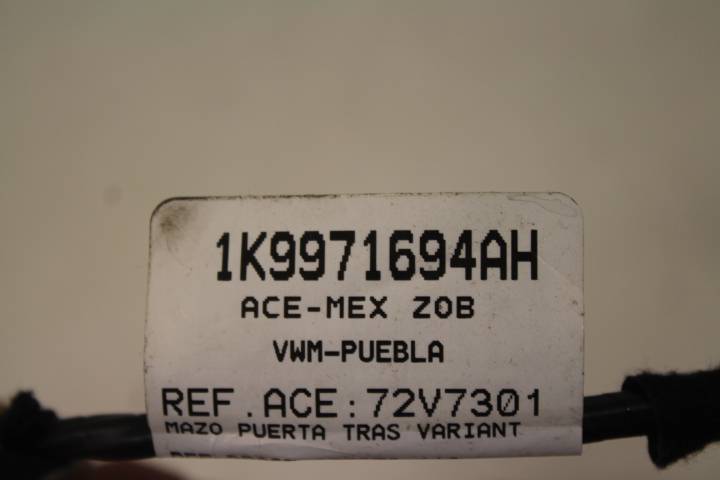 1K9971694AH
ACE-MEX ZOB
VWM-PUEBLA
REF.ACE:72V7301
MAZO PUERTA TRAS VARIANT